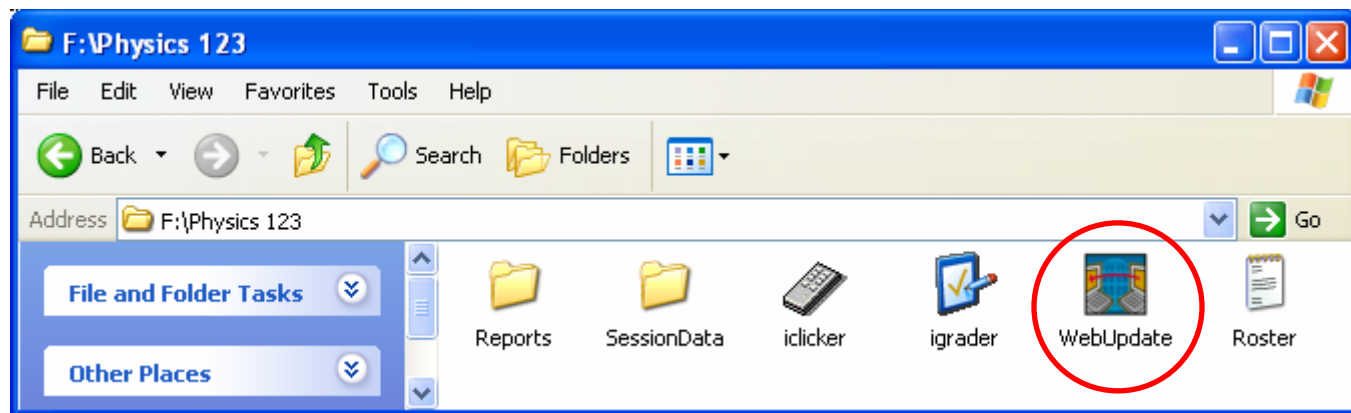 F:\Physics 123
File Edit View Favorites Tools Help
Back Search Folders
Address F:\Physics 123 Go
File and Folder Tasks
Other Places
Reports SessionData iclicker igrader WebUpdate Roster